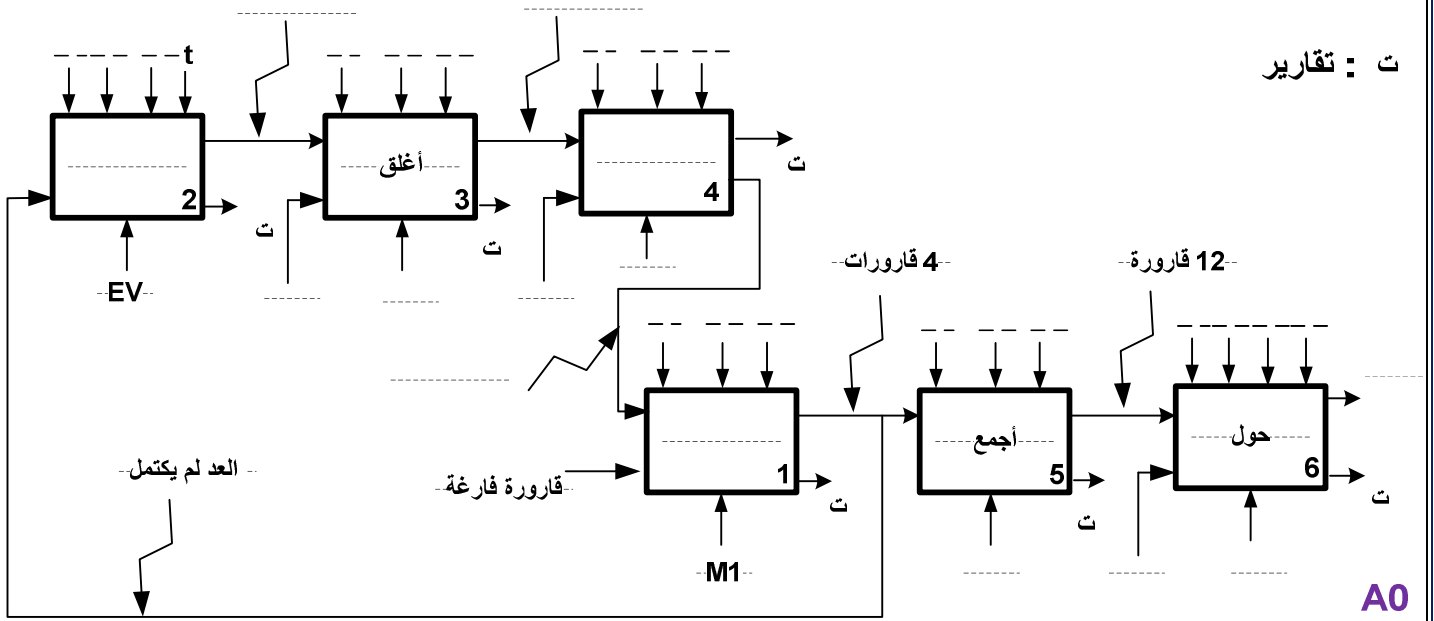 ت : تقارير
t
2
ت
EV
أغلق
3
ت
4
ت
4 قارورات
12 قارورة
العد لم يكتمل
قارورة فارغة
1
ت
M1
أجمع
5
ت
حول
6
ت
A0